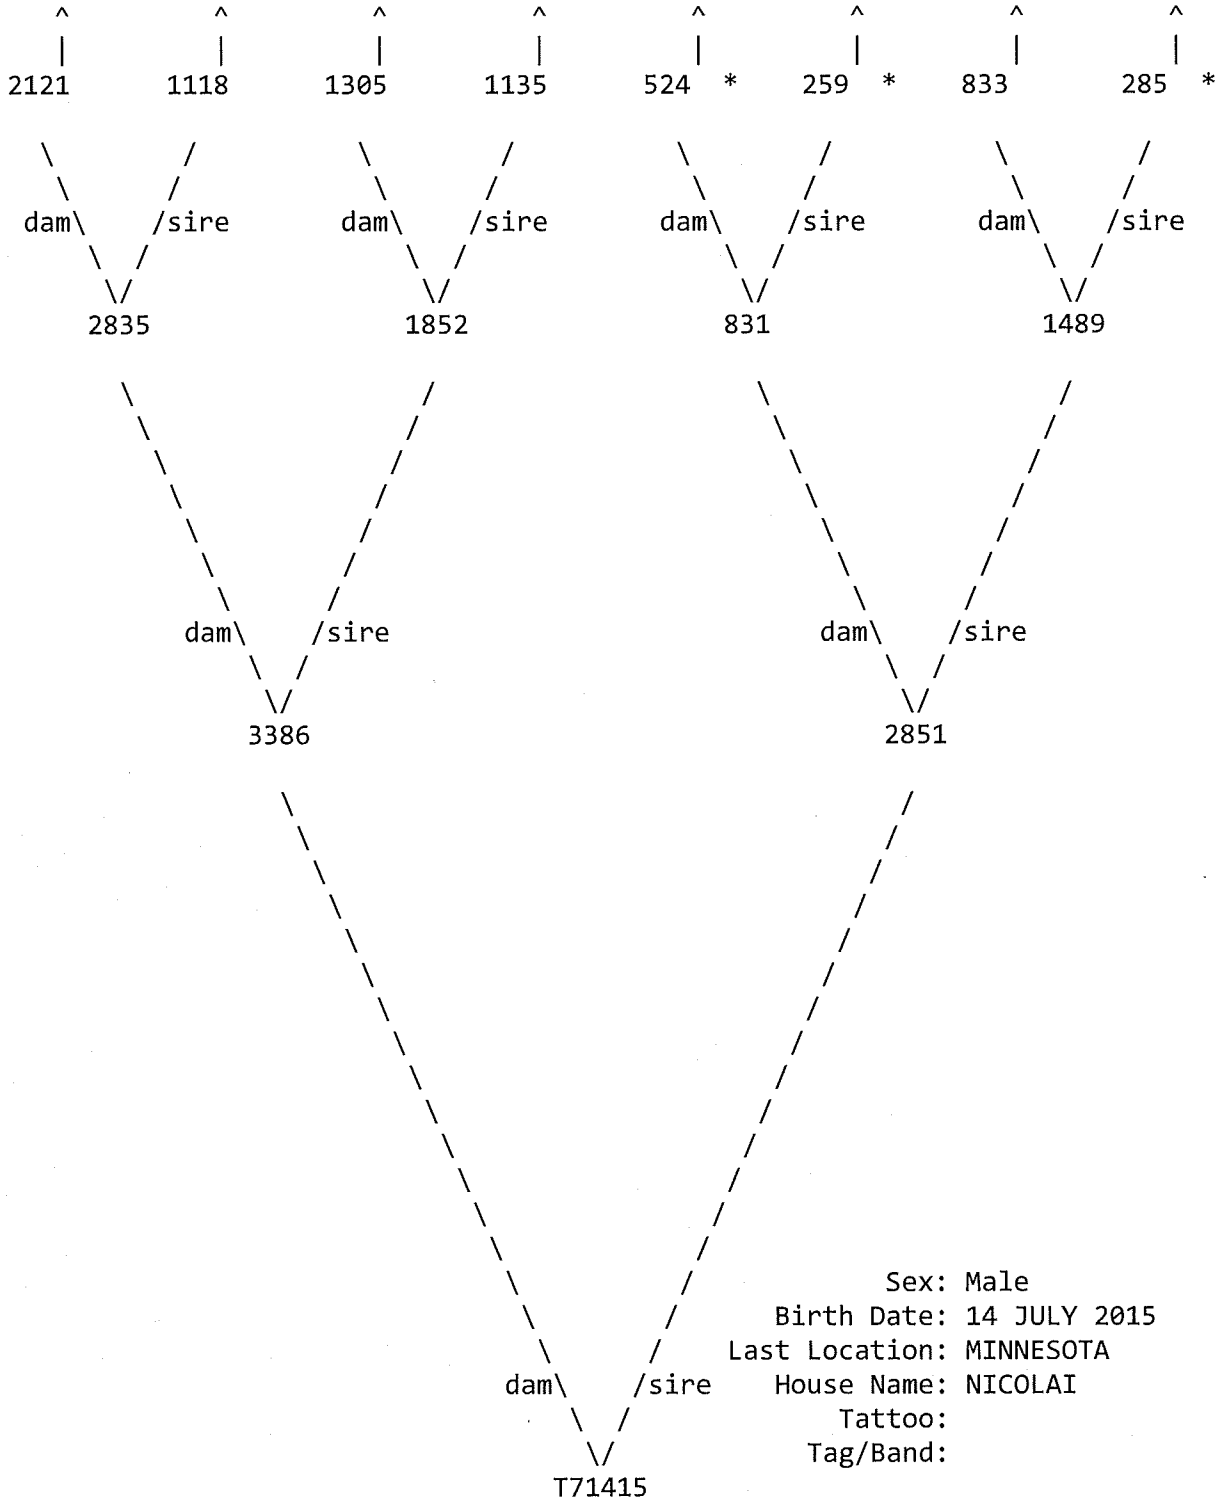 ^ ^ ^ ^ ^ ^ ^ ^
| | | | | | | |
2121 1118 1305 1135 524 * 259 * 833 285 *
\ / \ / \ / \ /
\ / \ / \ / \ /
dam\ /sire dam\ /sire dam\ /sire dam\ /sire
\ / \ / \ / \ /
\/ \/ \/ \/
2835 1852 831 1489
dam\ /sire dam\ /sire
3386 2851
Sex: Male
Birth Date: 14 JULY 2015
Last Location: MINNESOTA
dam\ /sire House Name: NICOLAI
Tattoo:
Tag/Band:
T71415